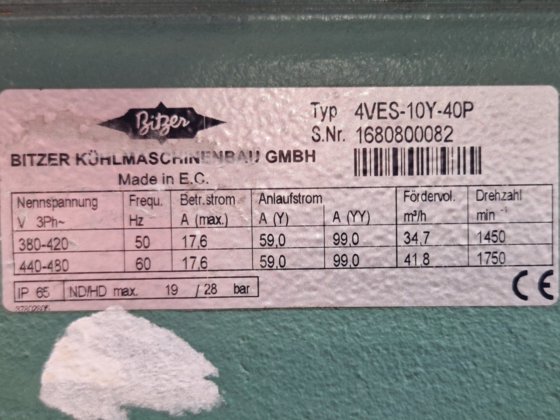 Bitzer
Typ 4VES-10Y-40P
S.Nr. 1680800082
BITZER KÜHLMASCHINENBAU GMBH
Made in E.C.
Nennspannung Frequ. Betr.strom Anlaufstrom Fördervol. Drehzahl
V 3Ph~ Hz A (max.) A (Y) A (YY) m³/h min
380-420 50 17,6 59,0 99,0 34,7 1450
440-480 60 17,6 59,0 99,0 41,8 1750
IP 65 ND/HD max. 19 / 28 bar CE